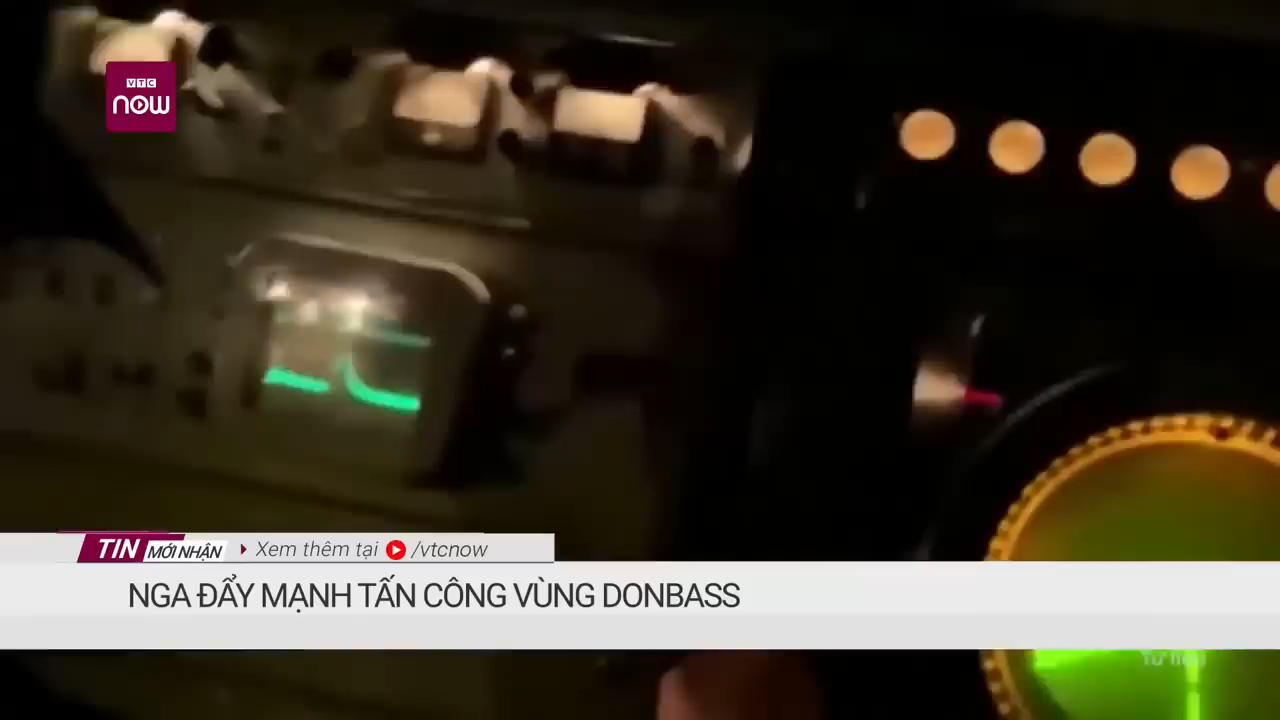 VTC
now
TIN MỚI NHẬN Xem thêm tại /vtcnow
NGA ĐẨY MẠNH TẤN CÔNG VÙNG DONBASS